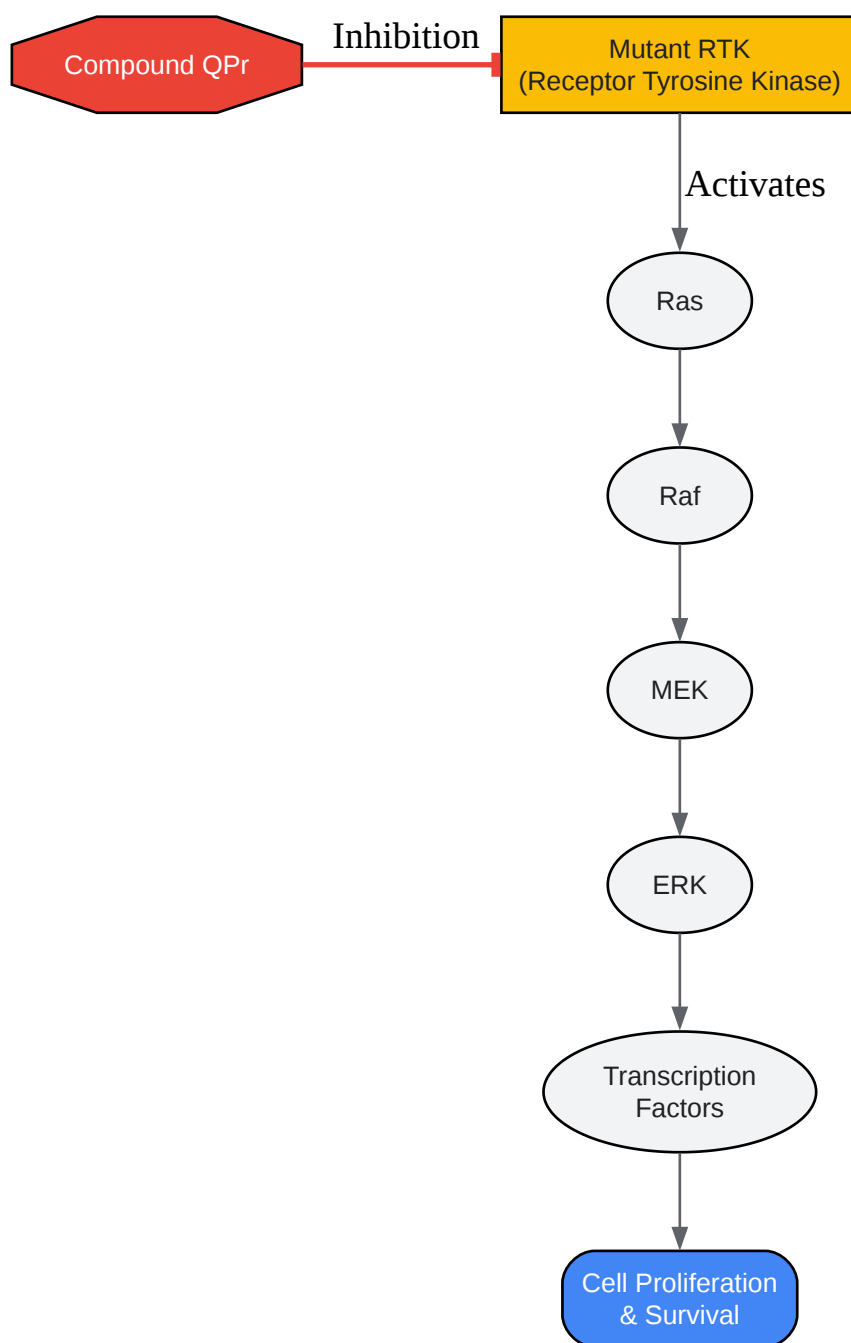 Compound QPr
Inhibition
Mutant RTK
(Receptor Tyrosine Kinase)
Activates
Ras
Raf
MEK
ERK
Transcription
Factors
Cell Proliferation
& Survival